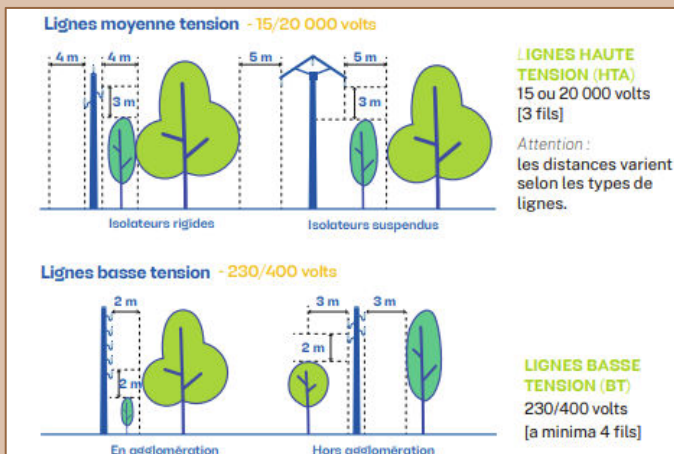 Lignes moyenne tension - 15/20 000 volts
4 m 4 m 5 m 5 m
3 m 3 m
Isolateurs rigides Isolateurs suspendus
LIGNES HAUTE
TENSION (HTA)
15 ou 20 000 volts
[3 fils]
Attention :
les distances varient
selon les types de
lignes.
Lignes basse tension - 230/400 volts
2 m 3 m 3 m
2 m 2 m
En agglomération Hors agglomération
LIGNES BASSE
TENSION (BT)
230/400 volts
[a minima 4 fils]